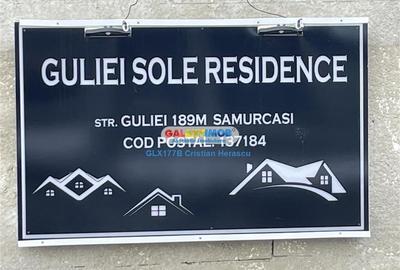 GULIEI SOLE RESIDENCE
STR. GULIEI 189M SAMURCASI
COD POSTAL: 137184
GLX177B Cristian Herascu